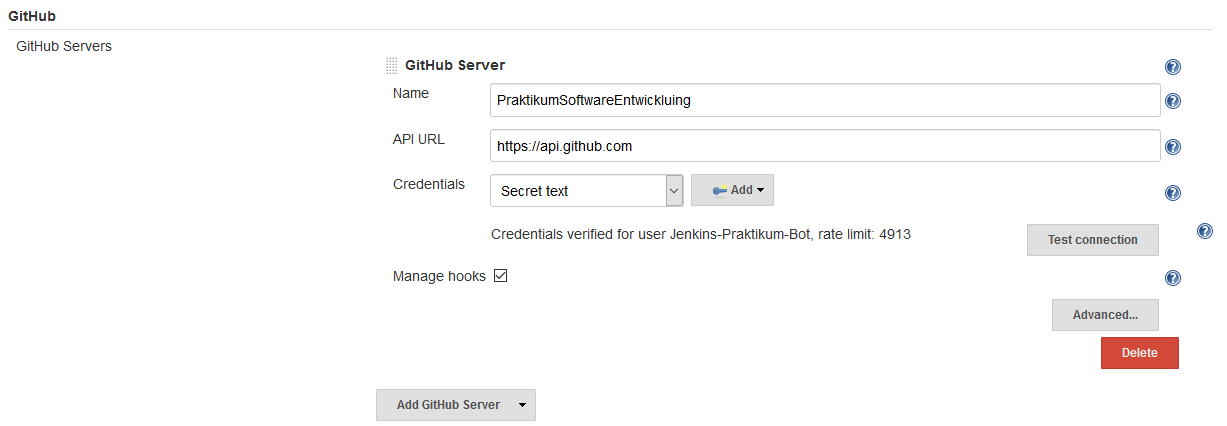 GitHub
GitHub Servers
GitHub Server
Name PraktikumSoftwareEntwickluing
API URL https://api.github.com
Credentials Secret text Add
Credentials verified for user Jenkins-Praktikum-Bot, rate limit: 4913 Test connection
Manage hooks
Advanced...
Delete
Add GitHub Server